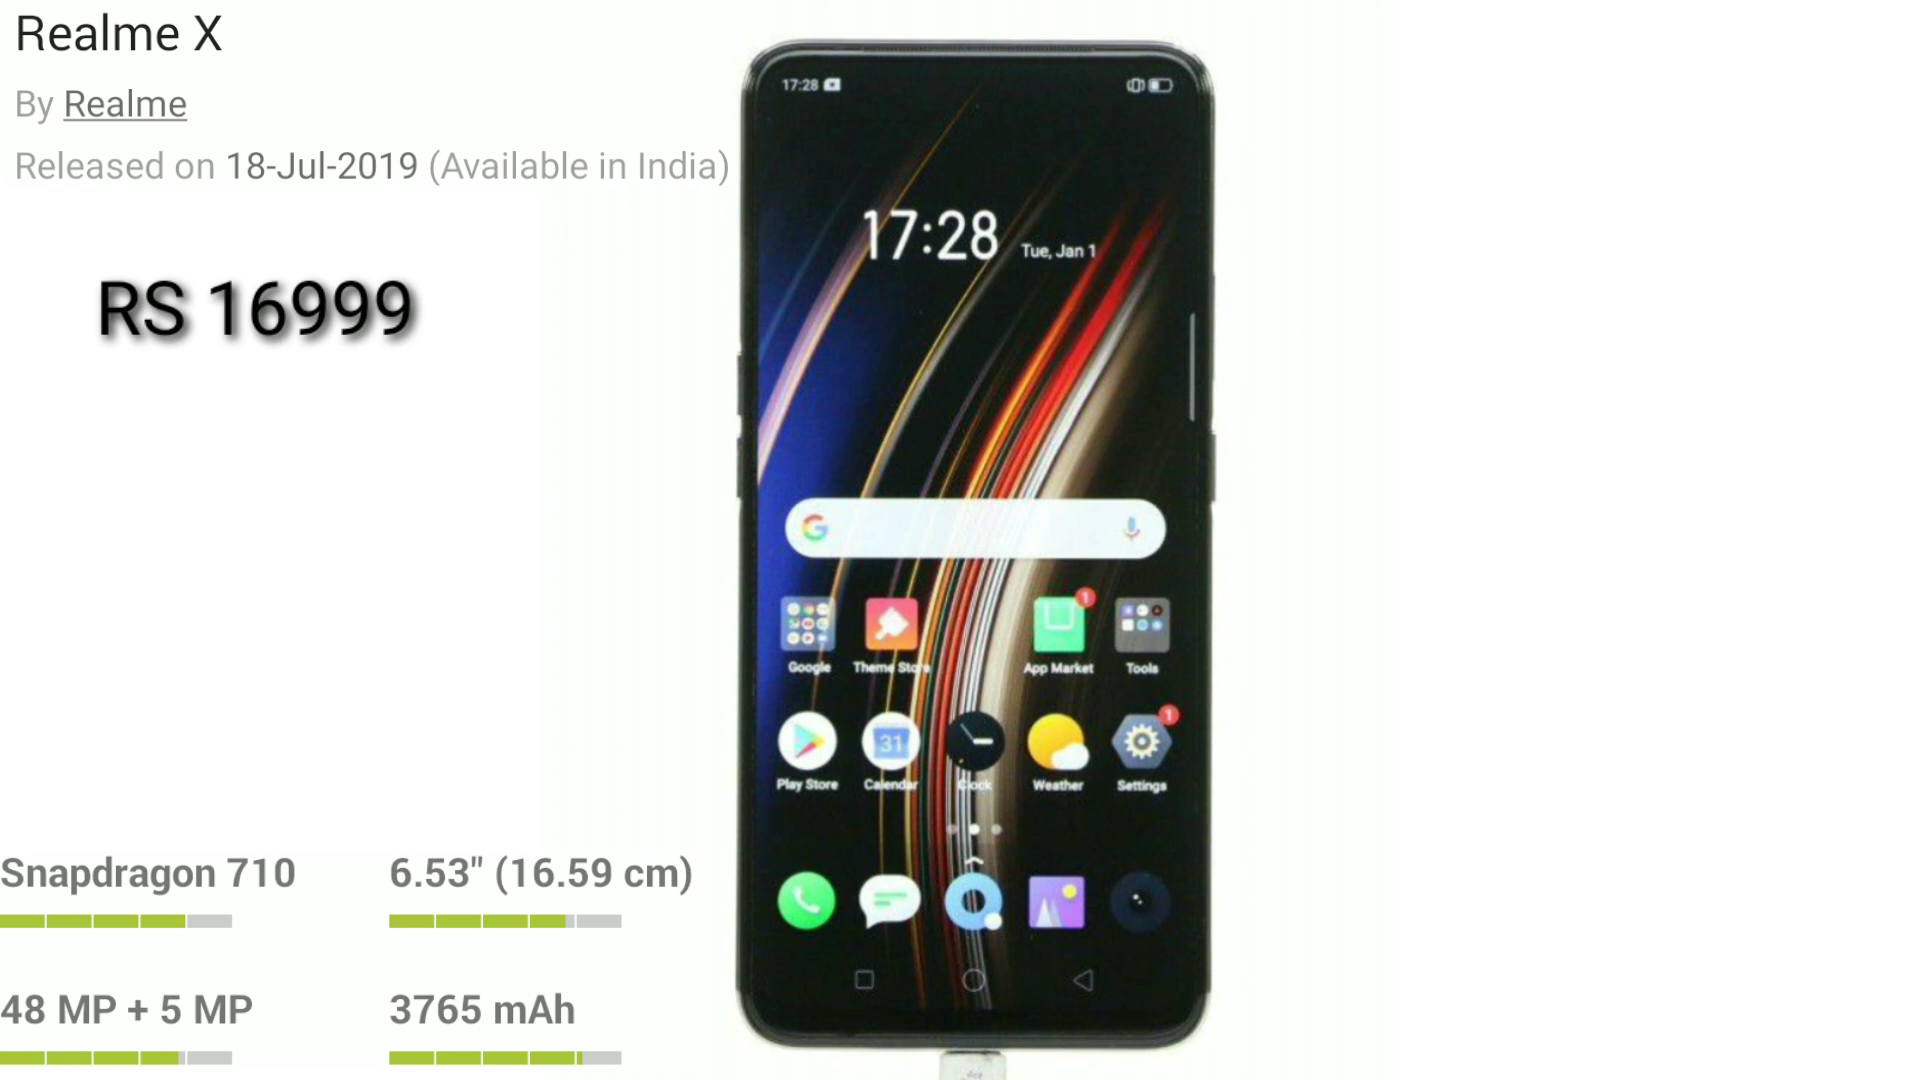 Realme X
By Realme
Released on 18-Jul-2019 (Available in India)
RS 16999
17:28
17:28 Tue, Jan 1
Google Theme Store App Market Tools
1
31
1
Play Store Calendar Clock Weather Settings
Snapdragon 710 6.53" (16.59 cm)
48 MP + 5 MP 3765 mAh